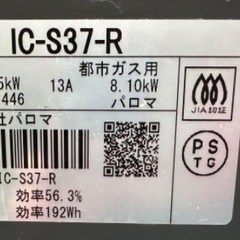 IC-S37-R
5kW
都市ガス用
446
13A
8.10kW
パロマ
JIA認証
社パロマ
IC-S37-R
効率56.3%
効率192Wh
PS
TG